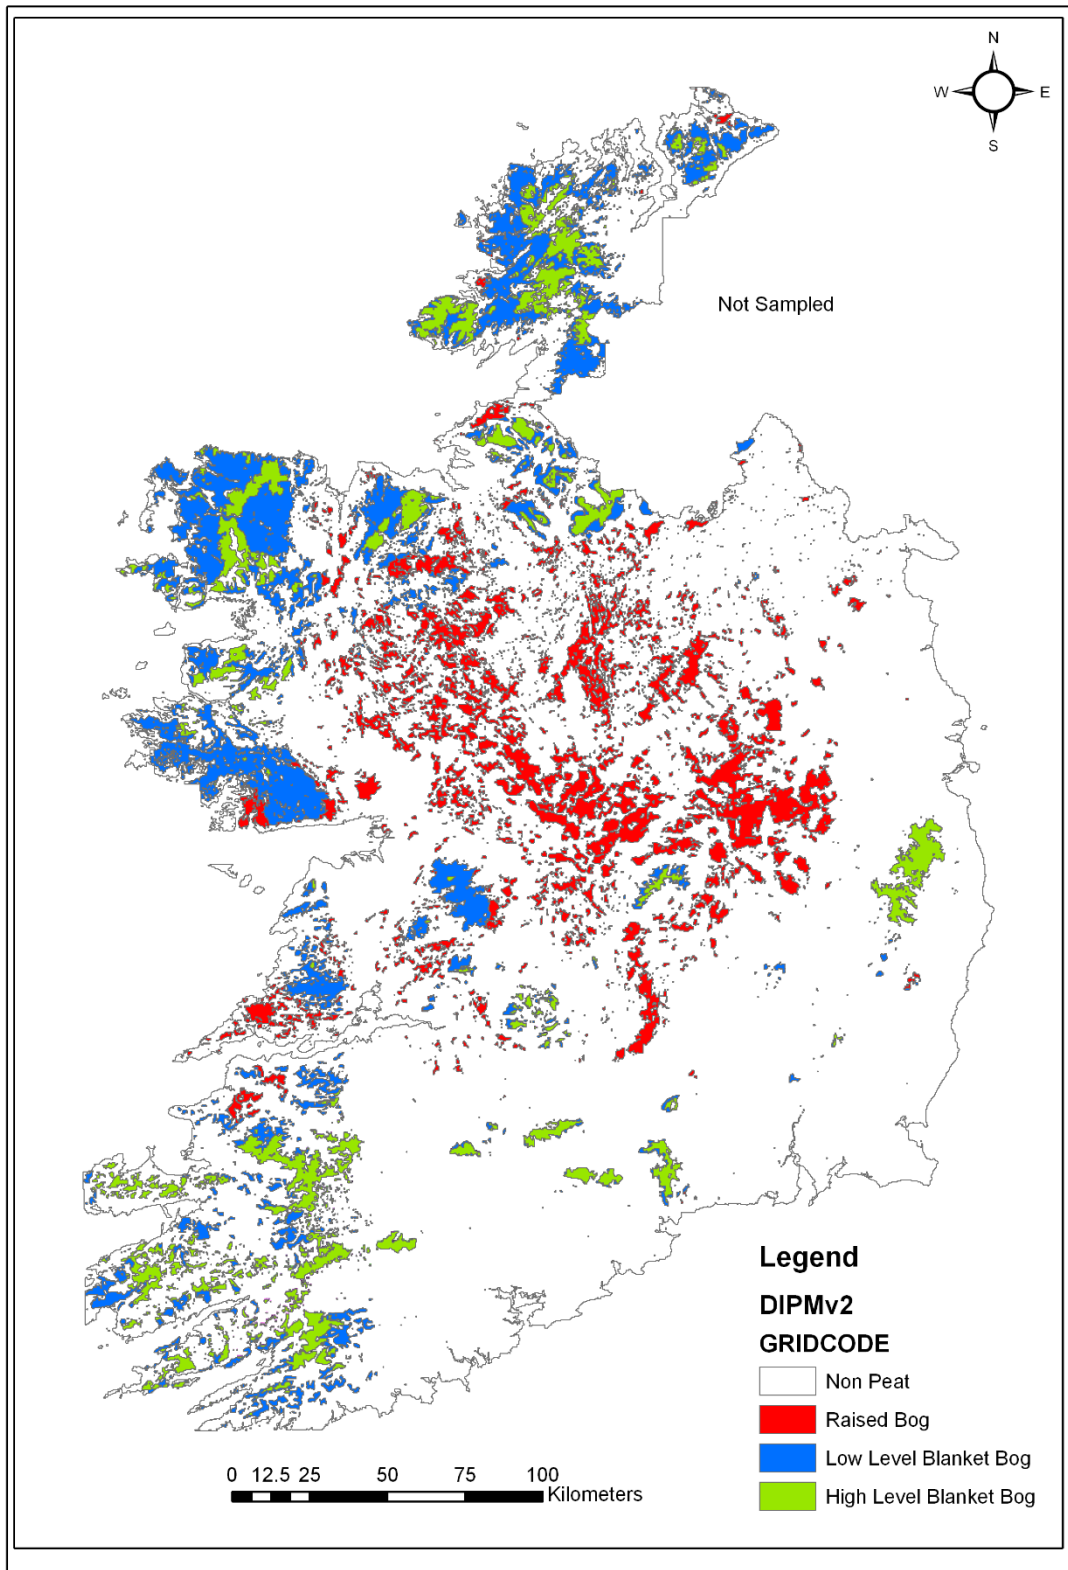 N
W E
S
Not Sampled
Legend
DIPMv2
GRIDCODE
Non Peat
Raised Bog
Low Level Blanket Bog
High Level Blanket Bog
0 12.5 25 50 75 100
Kilometers